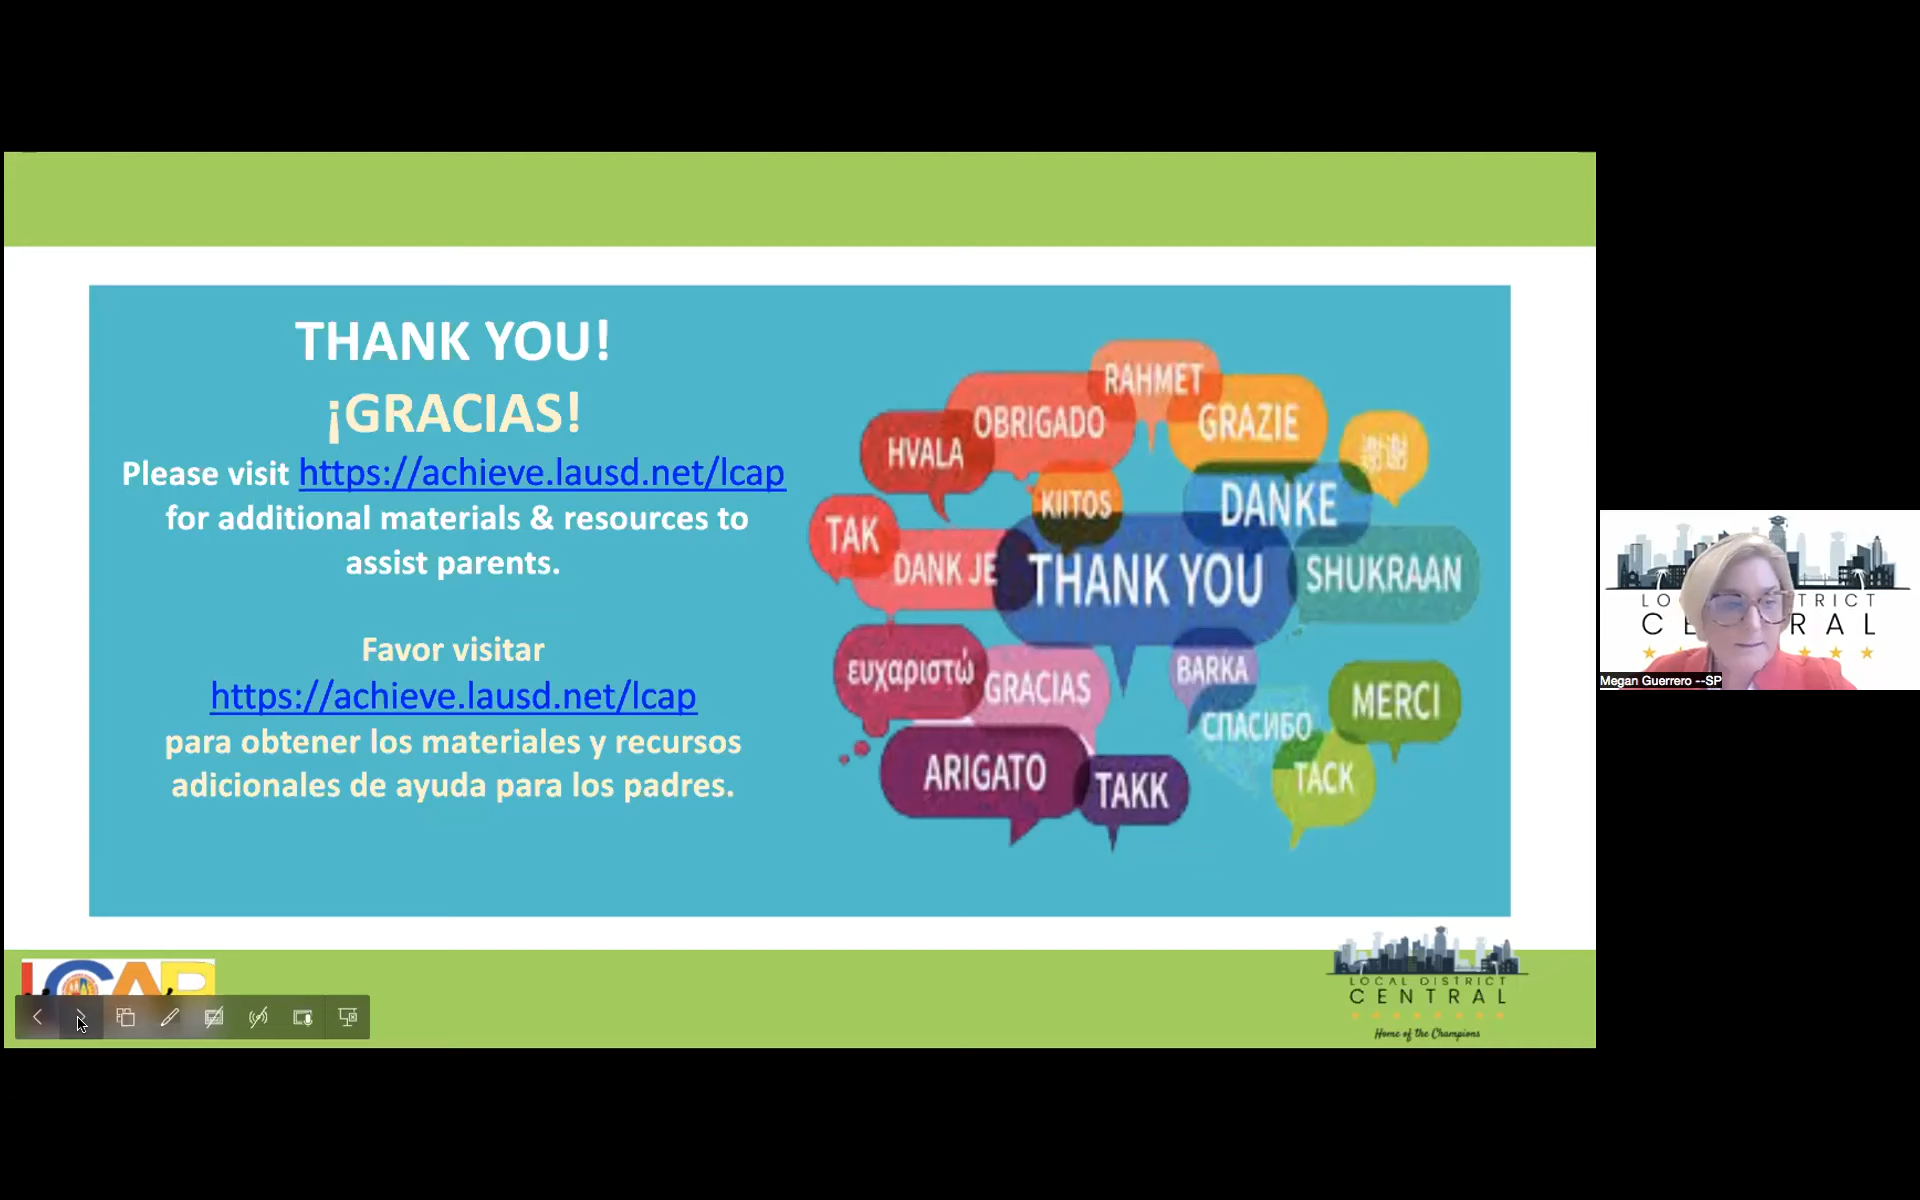 THANK YOU!
¡GRACIAS!
Please visit https://achieve.lausd.net/lcap
for additional materials & resources to
assist parents.
Favor visitar
https://achieve.lausd.net/lcap
para obtener los materiales y recursos
adicionales de ayuda para los padres.
RAHMET
OBRIGADO
GRAZIE
HVALA
KIITOS
DANKE
TAK
DANK JE
THANK YOU
SHUKRAAN
ευχαριστώ
GRACIAS
BARKA
MERCI
СПАСИБО
ARIGATO
TAKK
TACK
LCAP
LOCAL DISTRICT
CENTRAL
Home of the Champions
Megan Guerrero --SP